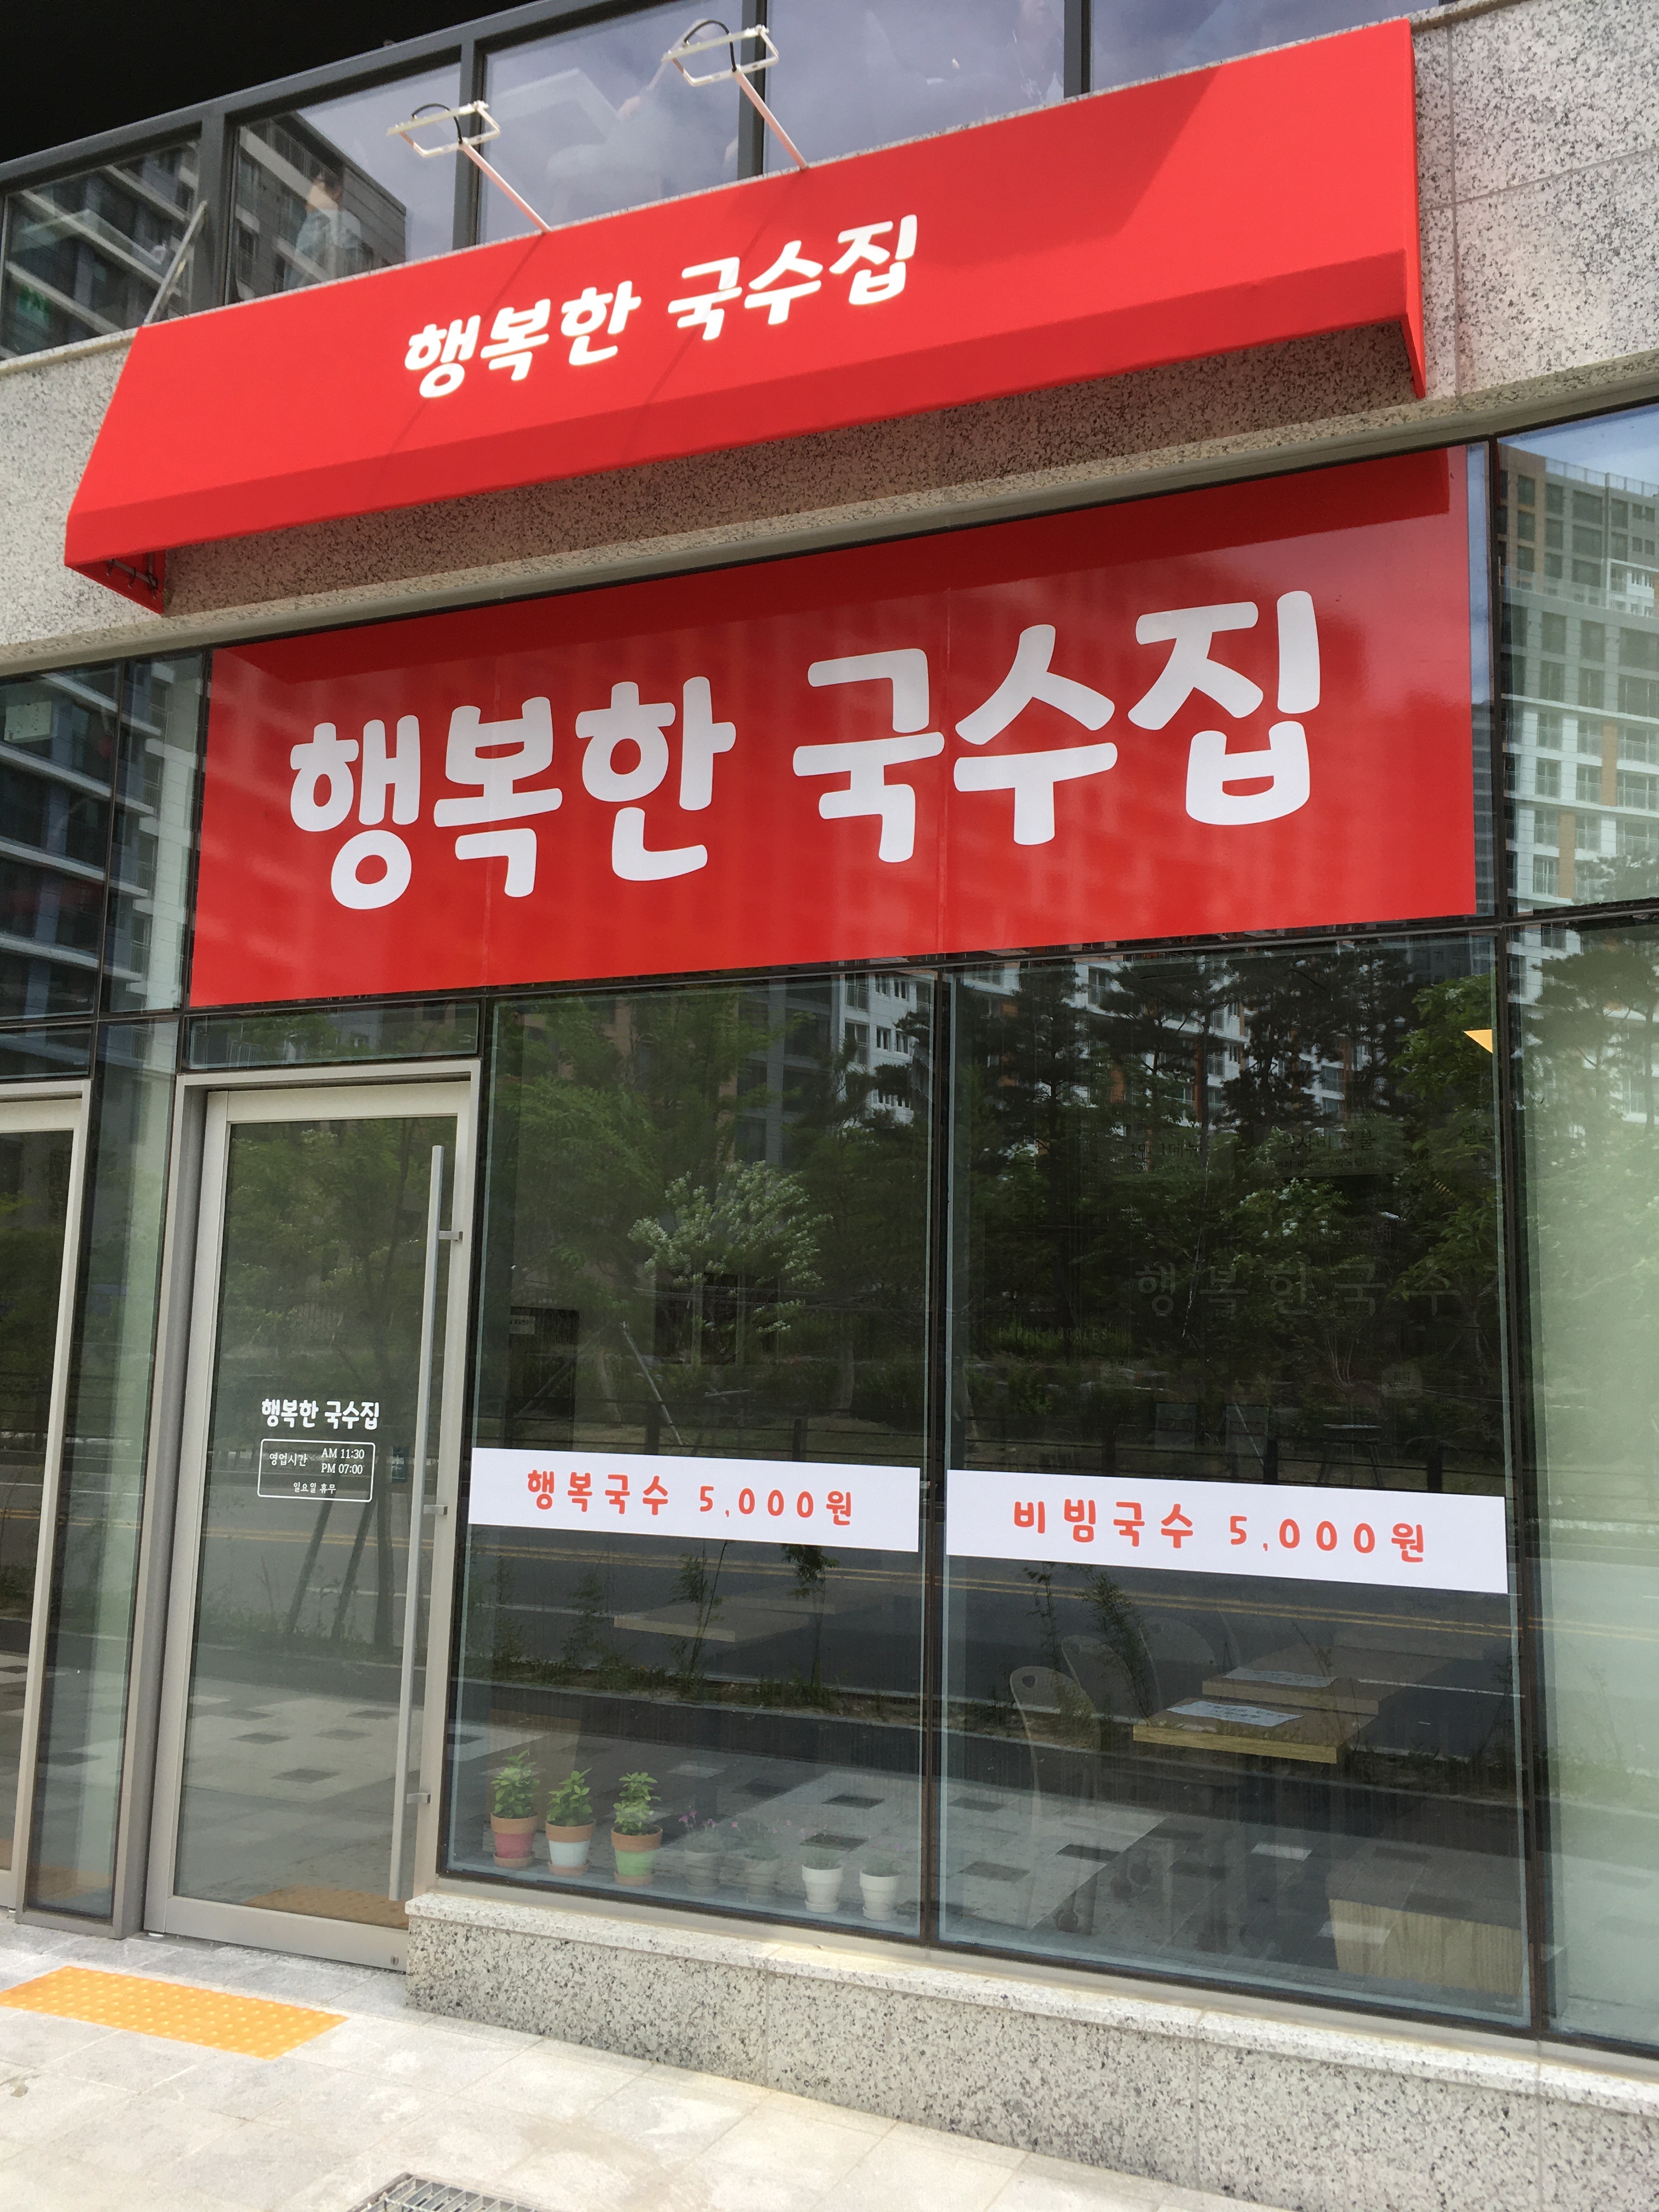 행복한 국수집
행복한 국수집
행복한 국수집
영업시간 AM 11:30
PM 07:00
일요일 휴무
행복국수 5,000원
비빔국수 5,000원
행복한국수